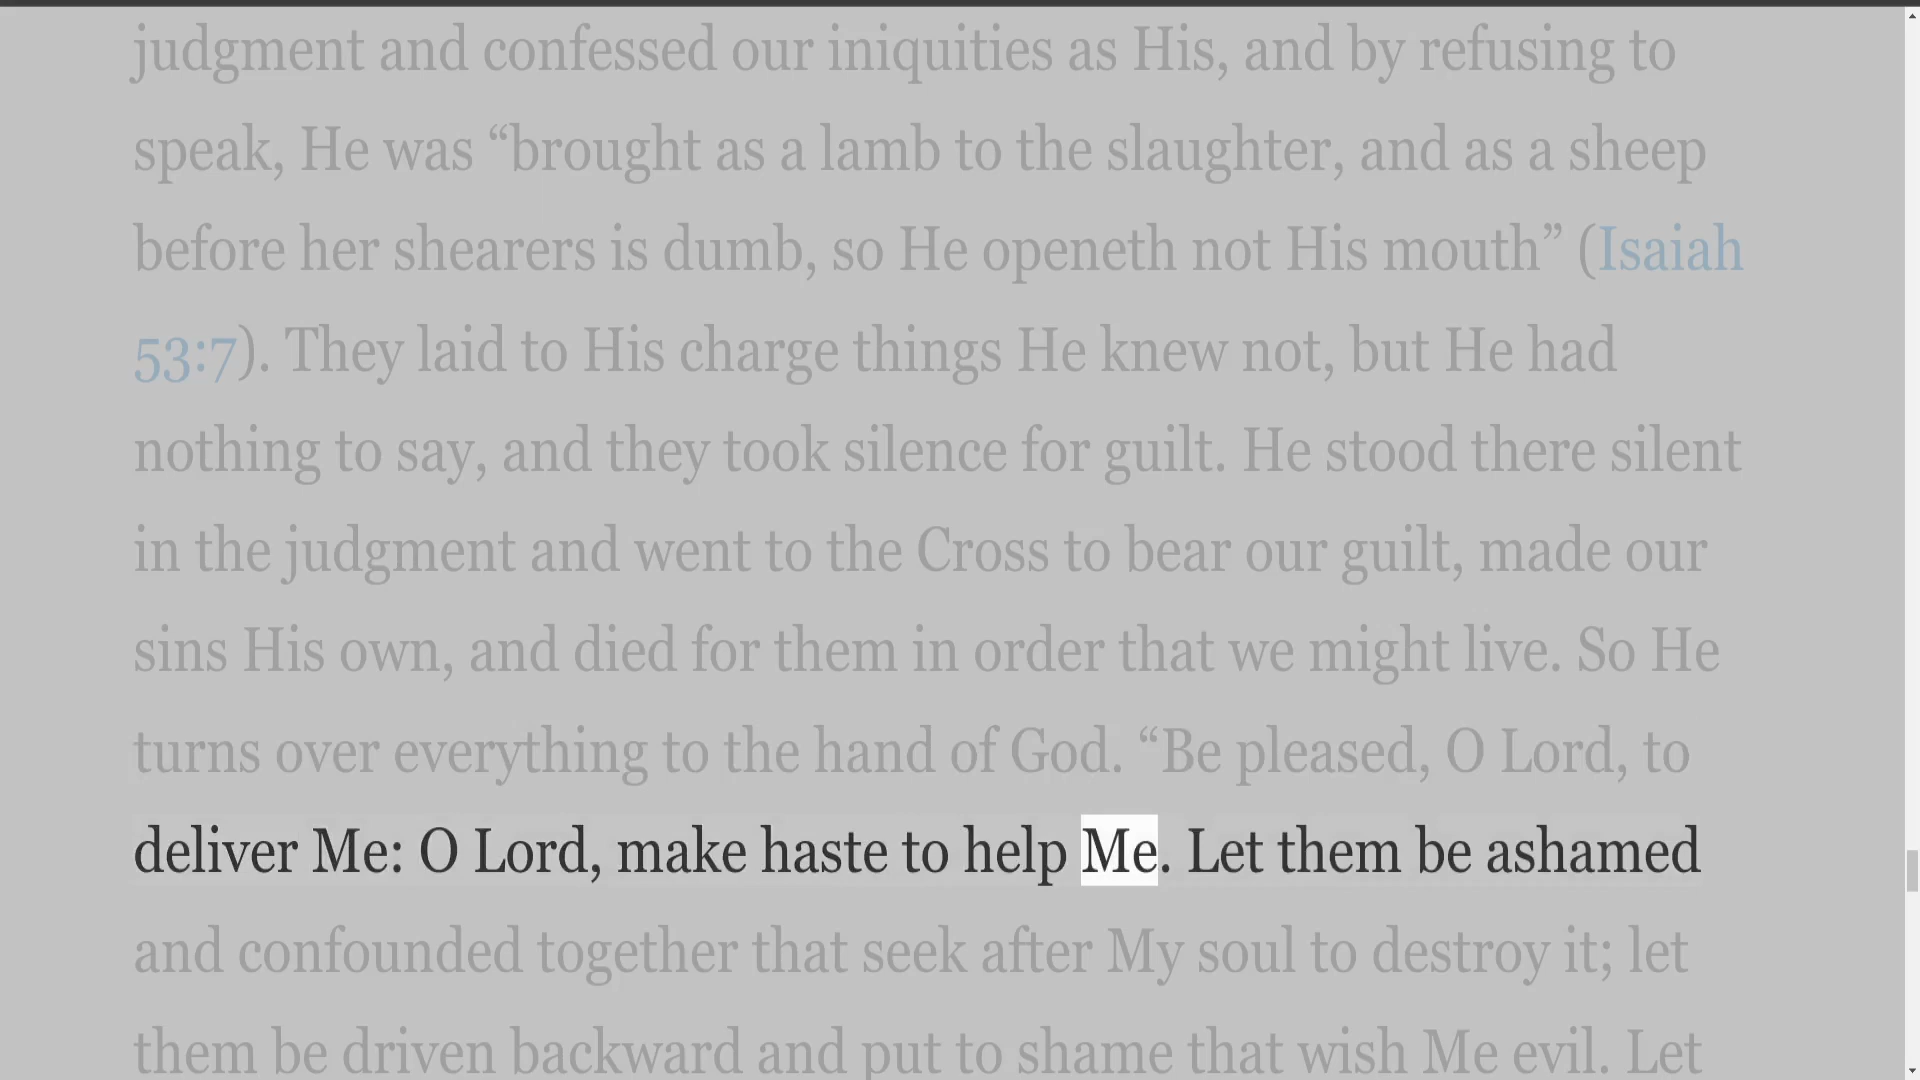 judgment and confessed our iniquities as His, and by refusing to
speak, He was “brought as a lamb to the slaughter, and as a sheep
before her shearers is dumb, so He openeth not His mouth” (Isaiah
53:7). They laid to His charge things He knew not, but He had
nothing to say, and they took silence for guilt. He stood there silent
in the judgment and went to the Cross to bear our guilt, made our
sins His own, and died for them in order that we might live. So He
turns over everything to the hand of God. “Be pleased, O Lord, to
deliver Me: O Lord, make haste to help Me. Let them be ashamed
and confounded together that seek after My soul to destroy it; let
them be driven backward and put to shame that wish Me evil. Let